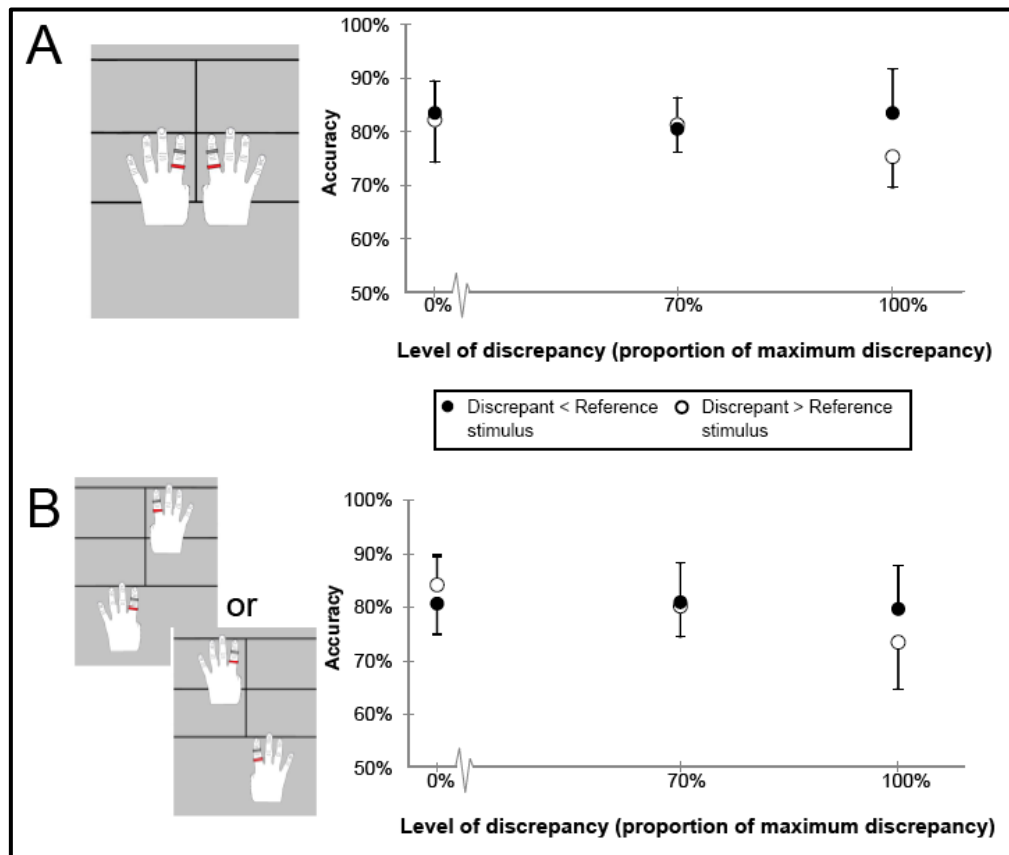 A
100%
90%
80%
70%
60%
50%
Accuracy
0%
70%
100%
Level of discrepancy (proportion of maximum discrepancy)
● Discrepant < Reference stimulus
○ Discrepant > Reference stimulus
B
or
100%
90%
80%
70%
60%
50%
Accuracy
0%
70%
100%
Level of discrepancy (proportion of maximum discrepancy)